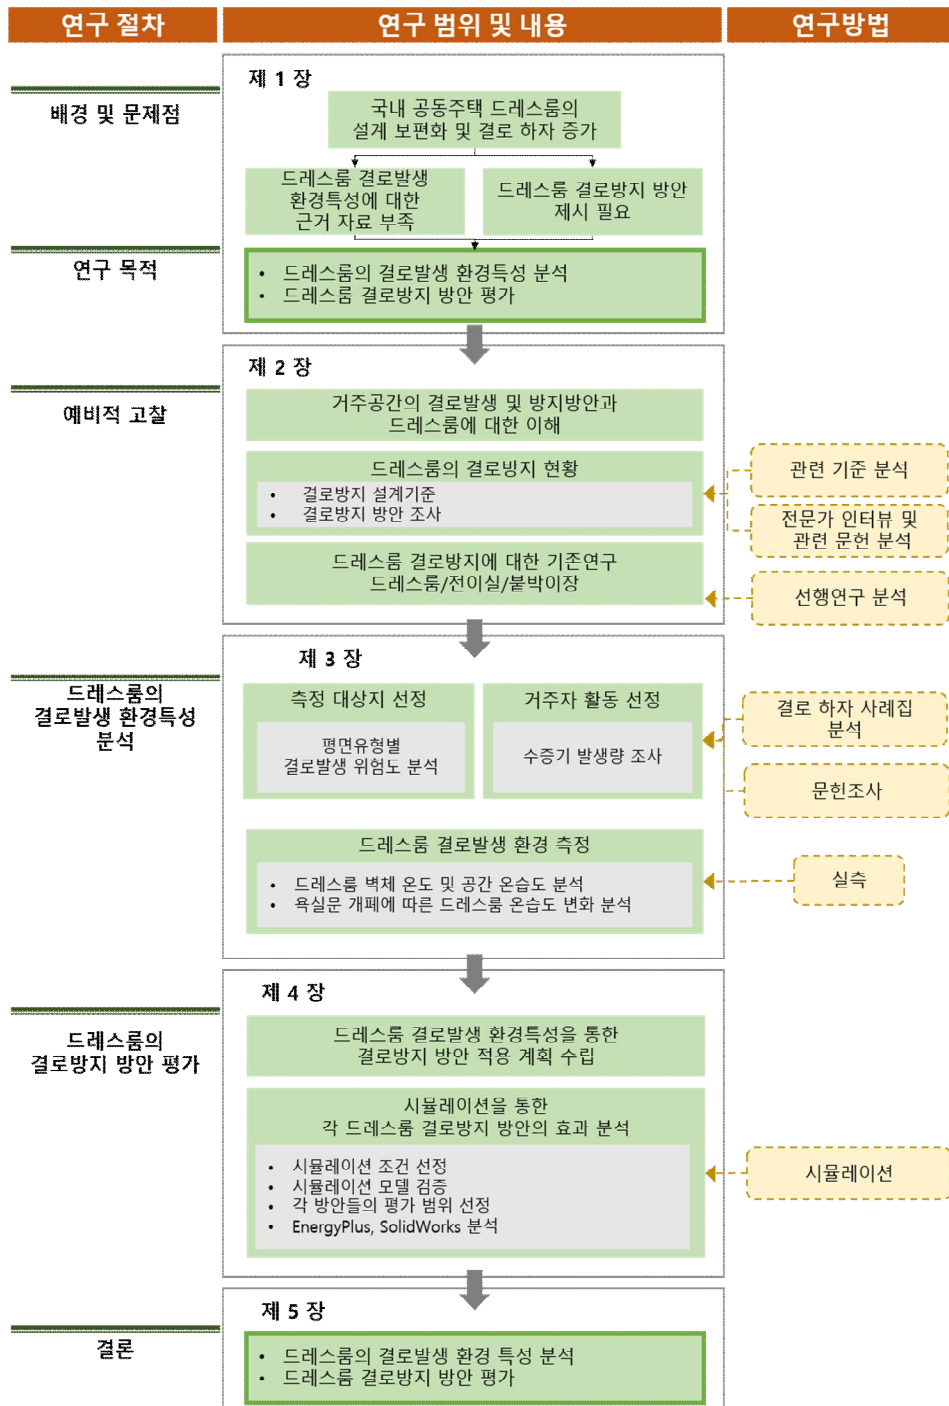 연구 절차
연구 범위 및 내용
연구방법
제 1 장
배경 및 문제점
국내 공동주택 드레스룸의
설계 보편화 및 결로 하자 증가
드레스룸 결로발생
환경특성에 대한
근거 자료 부족
드레스룸 결로방지 방안
제시 필요
연구 목적
• 드레스룸의 결로발생 환경특성 분석
• 드레스룸 결로방지 방안 평가
제 2 장
예비적 고찰
거주공간의 결로발생 및 방지방안과
드레스룸에 대한 이해
드레스룸의 결로방지 현황
• 결로방지 설계기준
• 결로방지 방안 조사
관련 기준 분석
전문가 인터뷰 및
관련 문헌 분석
드레스룸 결로방지에 대한 기존연구
드레스룸/전이실/붙박이장
선행연구 분석
제 3 장
드레스룸의
결로발생 환경특성
분석
측정 대상지 선정
평면유형별
결로발생 위험도 분석
거주자 활동 선정
수증기 발생량 조사
결로 하자 사례집
분석
문헌조사
드레스룸 결로발생 환경 측정
• 드레스룸 벽체 온도 및 공간 온습도 분석
• 욕실문 개폐에 따른 드레스룸 온습도 변화 분석
실측
제 4 장
드레스룸의
결로방지 방안 평가
드레스룸 결로발생 환경특성을 통한
결로방지 방안 적용 계획 수립
시뮬레이션을 통한
각 드레스룸 결로방지 방안의 효과 분석
• 시뮬레이션 조건 선정
• 시뮬레이션 모델 검증
• 각 방안들의 평가 범위 선정
• EnergyPlus, SolidWorks 분석
시뮬레이션
제 5 장
결론
• 드레스룸의 결로발생 환경 특성 분석
• 드레스룸 결로방지 방안 평가